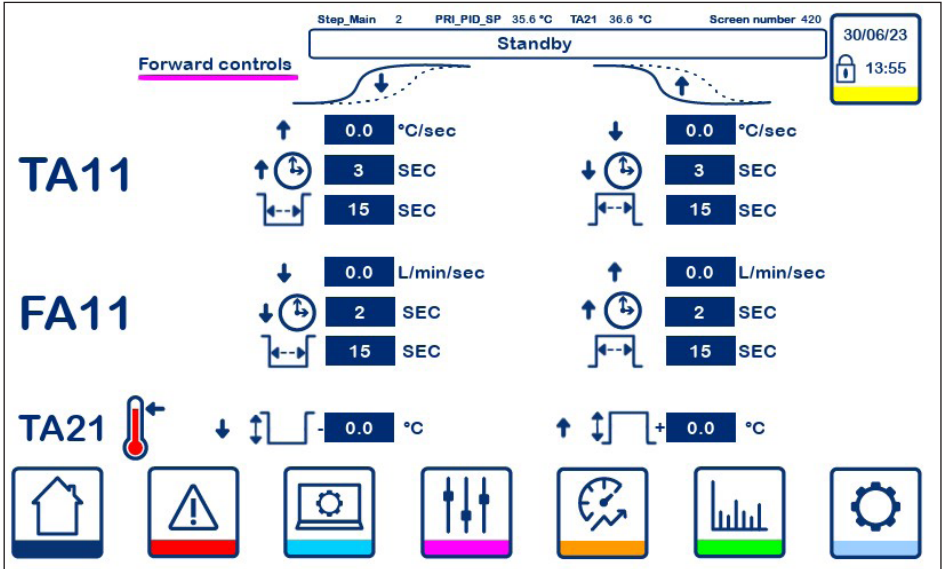 Step_Main 2 PRI_PID_SP 35.6 °C TA21 36.6 °C Screen number 420
Standby
30/06/23
13:55
Forward controls
TA11
0.0 °C/sec 0.0 °C/sec
3 SEC 3 SEC
15 SEC 15 SEC
FA11
0.0 L/min/sec 0.0 L/min/sec
2 SEC 2 SEC
15 SEC 15 SEC
TA21 - 0.0 °C + 0.0 °C